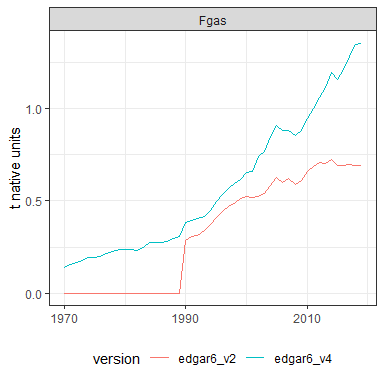 Fgas
t native units
1.0
0.5
0.0
1970
1990
2010
version
edgar6_v2
edgar6_v4